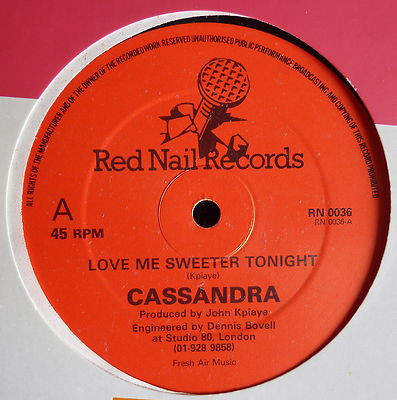 ALL RIGHTS OF THE MANUFACTURER AND OF THE OWNER OF THE RECORDED WORK RESERVED UNAUTHORISED PUBLIC PERFORMANCE BROADCASTING AND COPYING OF THIS RECORD PROHIBITED
Red Nail Records
A
45 RPM
RN 0036
RN 0036-A
LOVE ME SWEETER TONIGHT
(Kpiaye)
CASSANDRA
Produced by John Kpiaye
Engineered by Dennis Bovell
at Studio 80, London
(01-928 9858)
Fresh Air Music